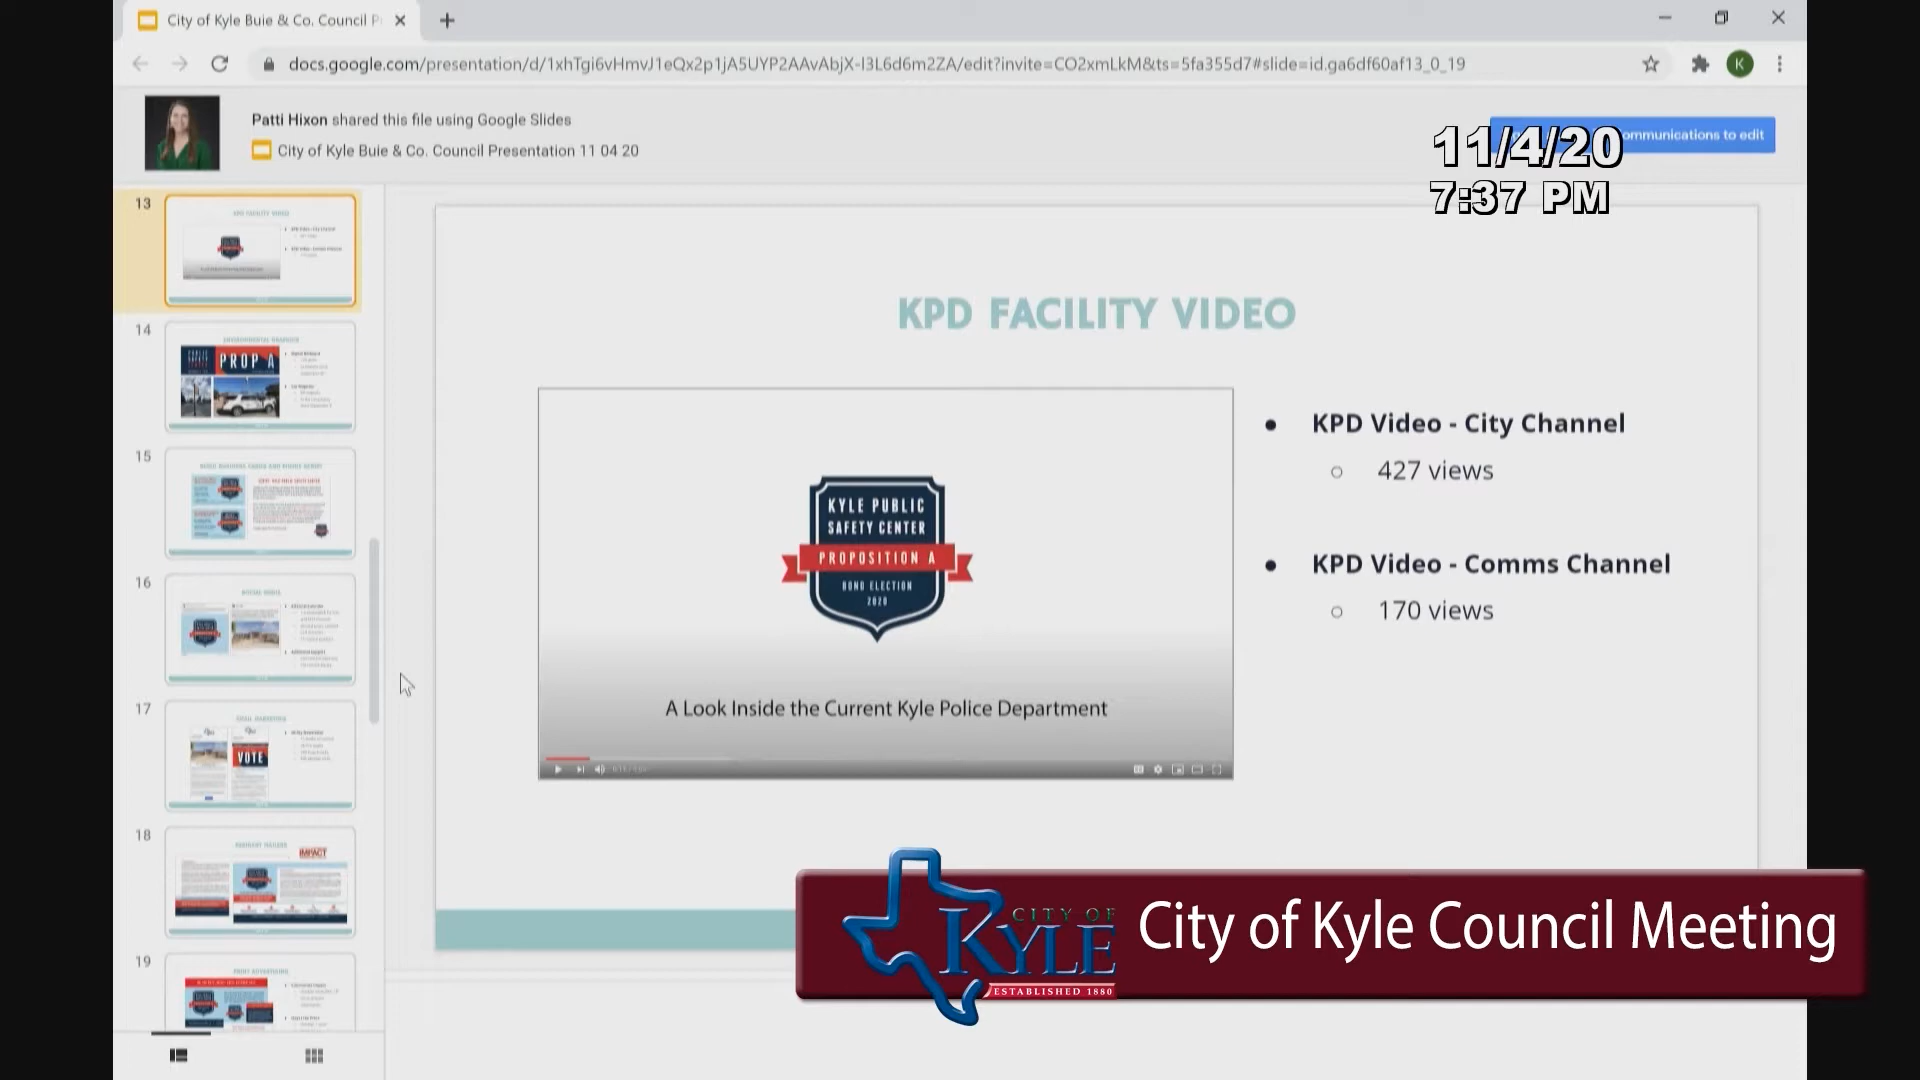 City of Kyle Buie & Co. Council P
docs.google.com/presentation/d/1xhTgi6vHmvJ1eQx2p1jA5UYP2AAvAbjX-I3L6d6m2ZA/edit?invite=CO2xmLkM&ts=5fa355d7#slide=id.ga6df60af13_0_19
K
Patti Hixon shared this file using Google Slides
City of Kyle Buie & Co. Council Presentation 11 04 20
ommunications to edit
11/4/20
7:37 PM
13
KPD FACILITY VIDEO
14
PROP A
15
16
17
VOTE
18
IMPACT
19
KPD FACILITY VIDEO
KYLE PUBLIC
SAFETY CENTER
PROPOSITION A
BOND ELECTION
2020
A Look Inside the Current Kyle Police Department
• KPD Video - City Channel
○ 427 views
• KPD Video - Comms Channel
○ 170 views
CITY OF
KYLE
ESTABLISHED 1880
City of Kyle Council Meeting